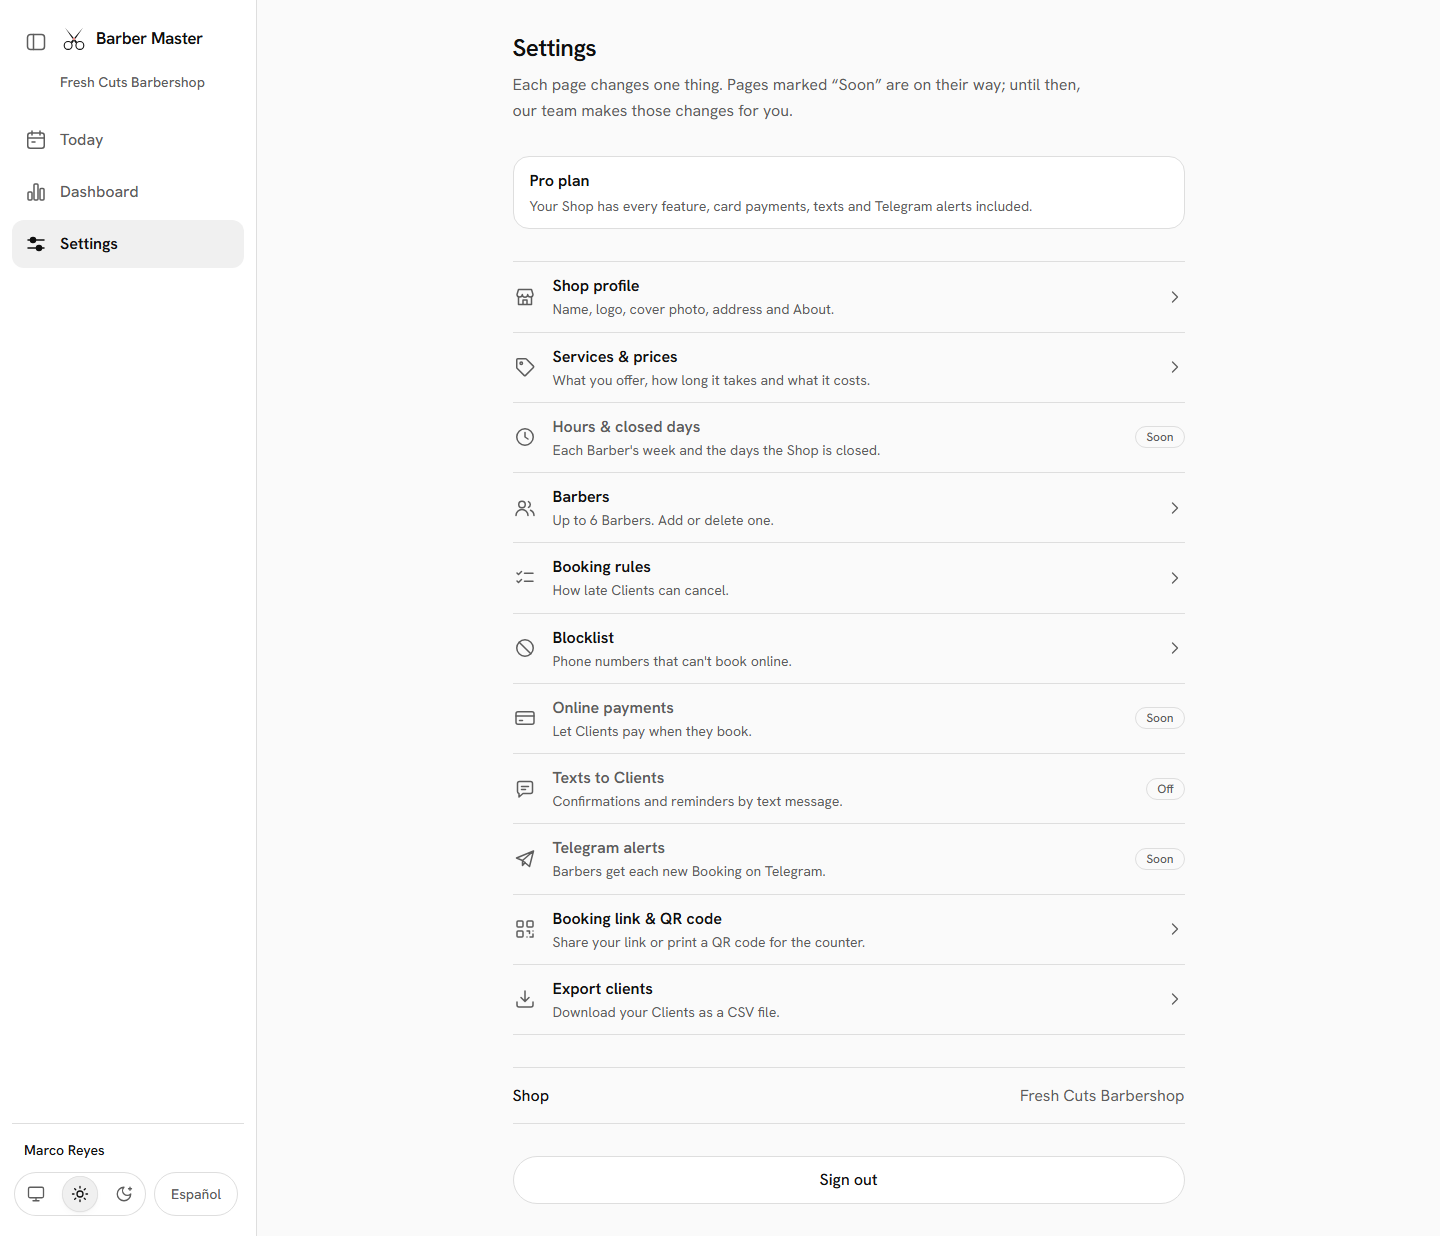 Barber Master
Fresh Cuts Barbershop
Today
Dashboard
Settings
Marco Reyes
Español
Settings
Each page changes one thing. Pages marked “Soon” are on their way; until then,
our team makes those changes for you.
Pro plan
Your Shop has every feature, card payments, texts and Telegram alerts included.
Shop profile
Name, logo, cover photo, address and About.
Services & prices
What you offer, how long it takes and what it costs.
Hours & closed days
Each Barber's week and the days the Shop is closed.
Soon
Barbers
Up to 6 Barbers. Add or delete one.
Booking rules
How late Clients can cancel.
Blocklist
Phone numbers that can't book online.
Online payments
Let Clients pay when they book.
Soon
Texts to Clients
Confirmations and reminders by text message.
Off
Telegram alerts
Barbers get each new Booking on Telegram.
Soon
Booking link & QR code
Share your link or print a QR code for the counter.
Export clients
Download your Clients as a CSV file.
Shop
Fresh Cuts Barbershop
Sign out